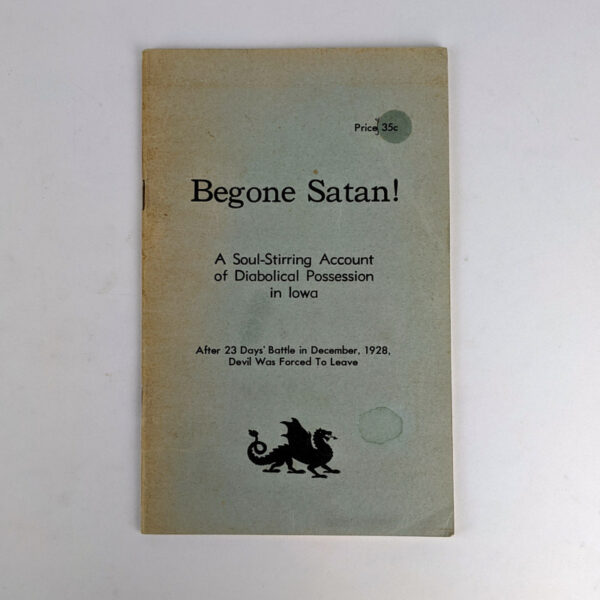 Price 35c
Begone Satan!
A Soul-Stirring Account
of Diabolical Possession
in Iowa
After 23 Days' Battle in December, 1928,
Devil Was Forced To Leave